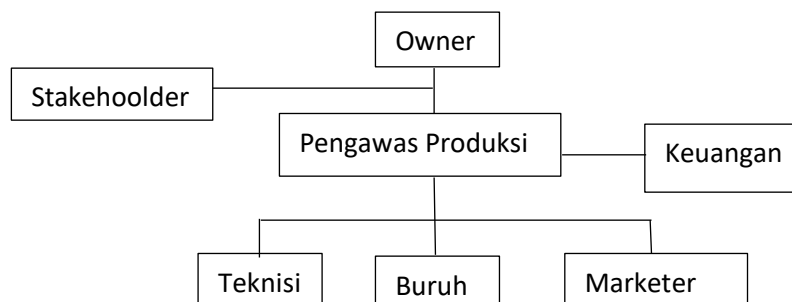 Owner
Stakehoolder
Pengawas Produksi
Keuangan
Teknisi
Buruh
Marketer